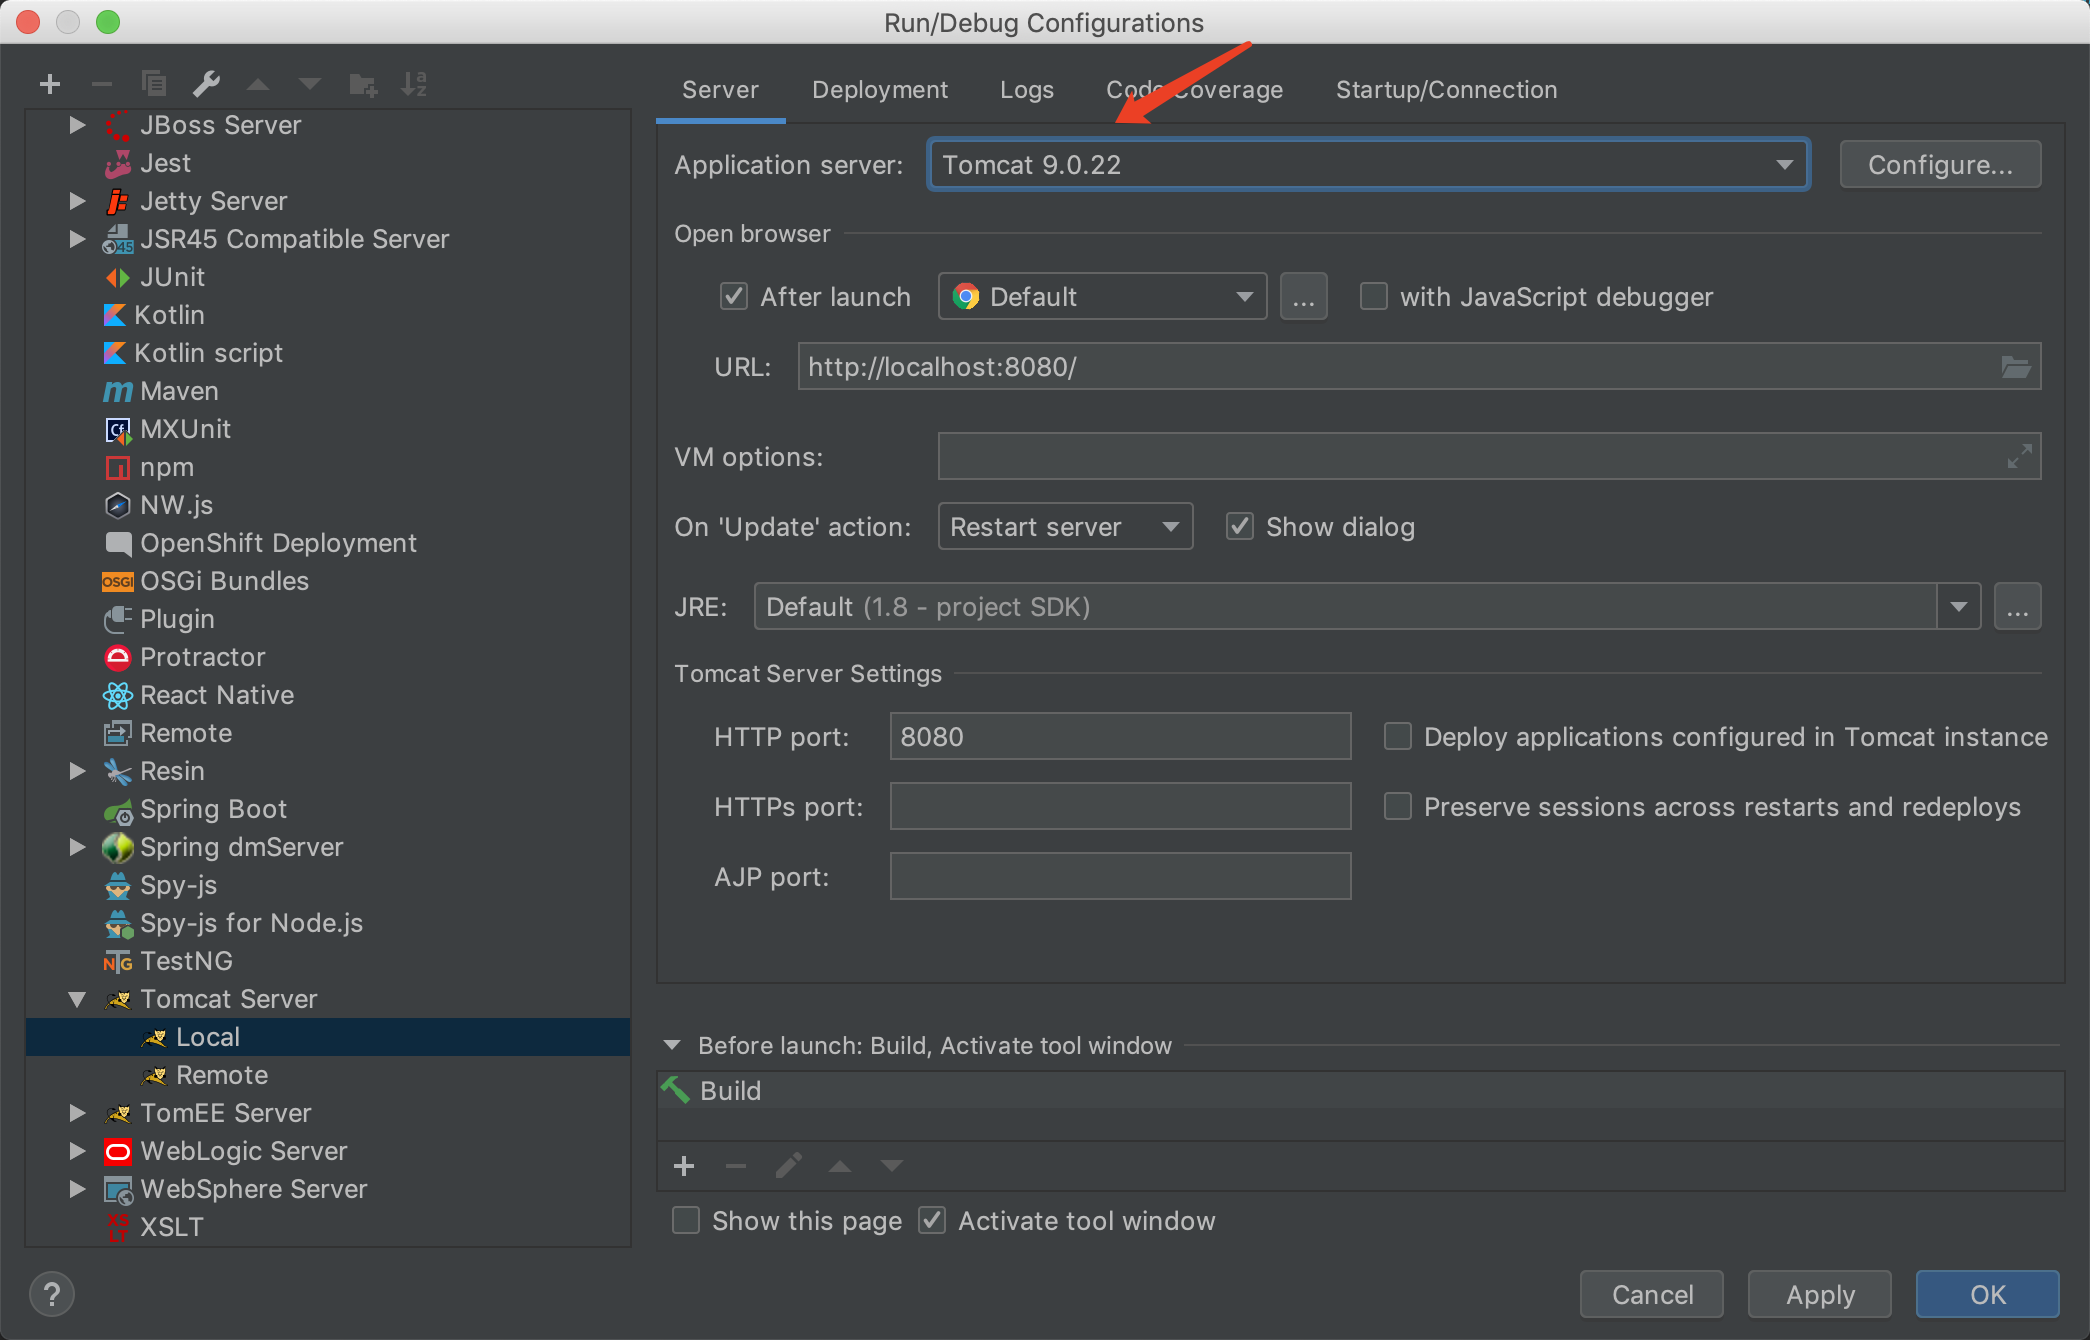 Run/Debug Configurations
JBoss Server
Jest
Jetty Server
JSR45 Compatible Server
JUnit
Kotlin
Kotlin script
Maven
MXUnit
npm
NW.js
OpenShift Deployment
OSGi Bundles
Plugin
Protractor
React Native
Remote
Resin
Spring Boot
Spring dmServer
Spy-js
Spy-js for Node.js
TestNG
Tomcat Server
Local
Remote
TomEE Server
WebLogic Server
WebSphere Server
XSLT
Server Deployment Logs Code Coverage Startup/Connection
Application server: Tomcat 9.0.22 Configure...
Open browser
After launch Default ... with JavaScript debugger
URL: http://localhost:8080/
VM options:
On 'Update' action: Restart server Show dialog
JRE: Default (1.8 - project SDK) ...
Tomcat Server Settings
HTTP port: 8080 Deploy applications configured in Tomcat instance
HTTPs port: Preserve sessions across restarts and redeploys
AJP port:
Before launch: Build, Activate tool window
Build
Show this page Activate tool window
? Cancel Apply OK